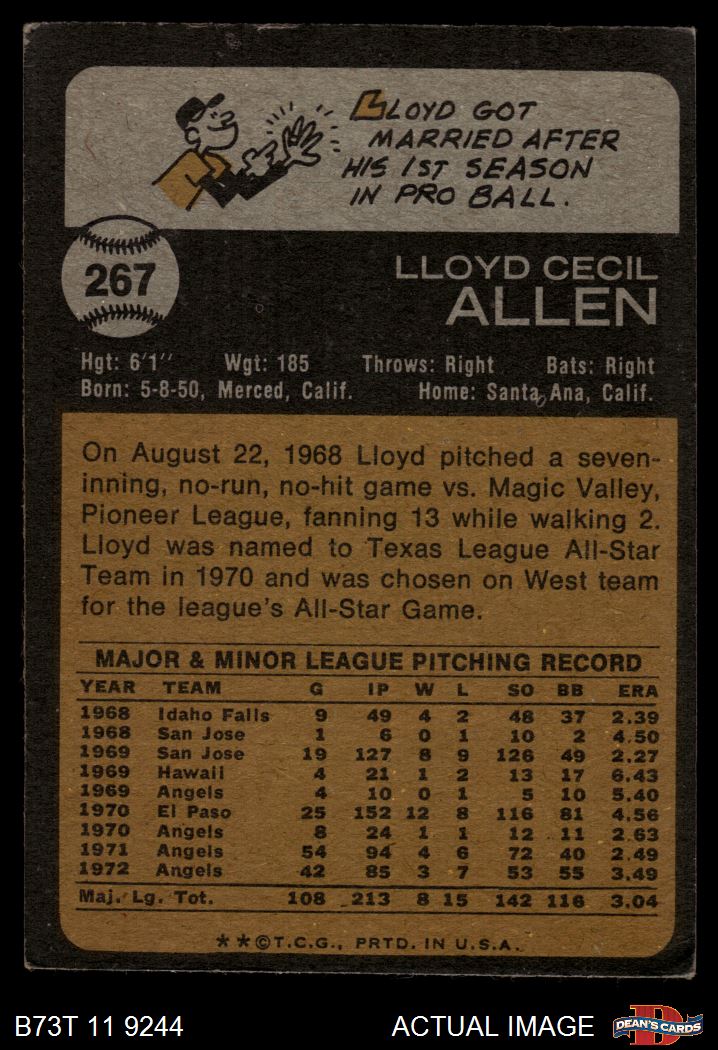 LLOYD GOT
MARRIED AFTER
HIS 1ST SEASON
IN PRO BALL.
267
LLOYD CECIL
ALLEN
Hgt: 6'1" Wgt: 185 Throws: Right Bats: Right
Born: 5-8-50, Merced, Calif. Home: Santa Ana, Calif.
On August 22, 1968 Lloyd pitched a seven-
inning, no-run, no-hit game vs. Magic Valley,
Pioneer League, fanning 13 while walking 2.
Lloyd was named to Texas League All-Star
Team in 1970 and was chosen on West team
for the league's All-Star Game.
MAJOR & MINOR LEAGUE PITCHING RECORD
YEAR TEAM G IP W L SO BB ERA
1968 Idaho Falls 9 49 4 2 48 37 2.39
1968 San Jose 1 6 0 1 10 2 4.50
1969 San Jose 19 127 8 9 126 49 2.27
1969 Hawaii 4 21 1 2 13 17 6.43
1969 Angels 4 10 0 1 5 10 5.40
1970 El Paso 25 152 12 8 116 81 4.56
1970 Angels 8 24 1 1 12 11 2.63
1971 Angels 54 94 4 6 72 40 2.49
1972 Angels 42 85 3 7 53 55 3.49
Maj. Lg. Tot. 108 213 8 15 142 116 3.04
**©T.C.G., PRTD. IN U.S.A.
B73T 11 9244 ACTUAL IMAGE DEAN'S CARDS